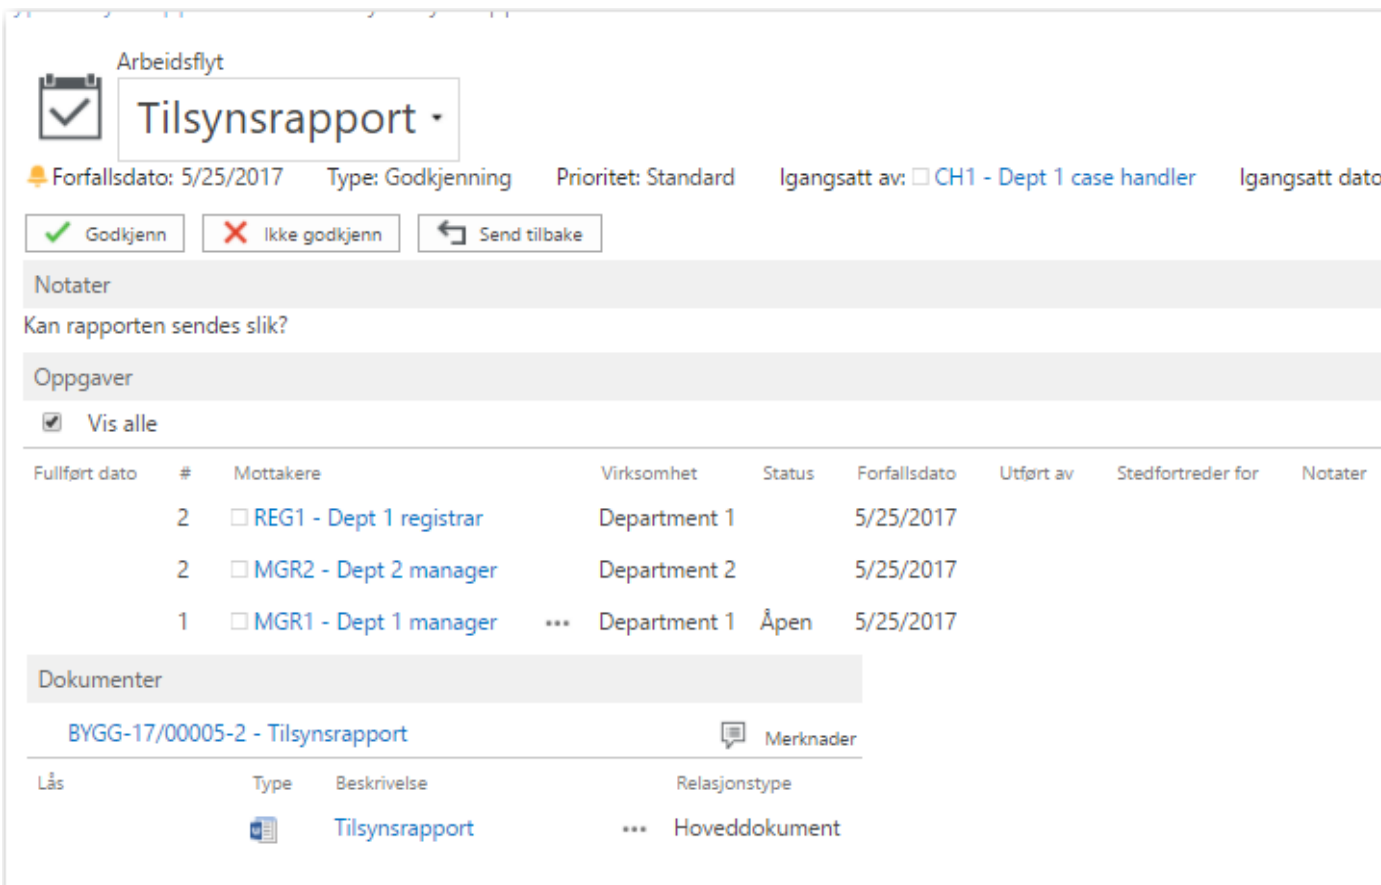 Arbeidsflyt
Tilsynsrapport
Forfallsdato: 5/25/2017 Type: Godkjenning Prioritet: Standard Igangsatt av: CH1 - Dept 1 case handler Igangsatt dato
Godkjenn Ikke godkjenn Send tilbake
Notater
Kan rapporten sendes slik?
Oppgaver
Vis alle
Fullført dato # Mottakere Virksomhet Status Forfallsdato Utført av Stedfortreder for Notater
2 REG1 - Dept 1 registrar Department 1 5/25/2017
2 MGR2 - Dept 2 manager Department 2 5/25/2017
1 MGR1 - Dept 1 manager ... Department 1 Åpen 5/25/2017
Dokumenter
BYGG-17/00005-2 - Tilsynsrapport Merknader
Lås Type Beskrivelse Relasjonstype
Tilsynsrapport ... Hoveddokument